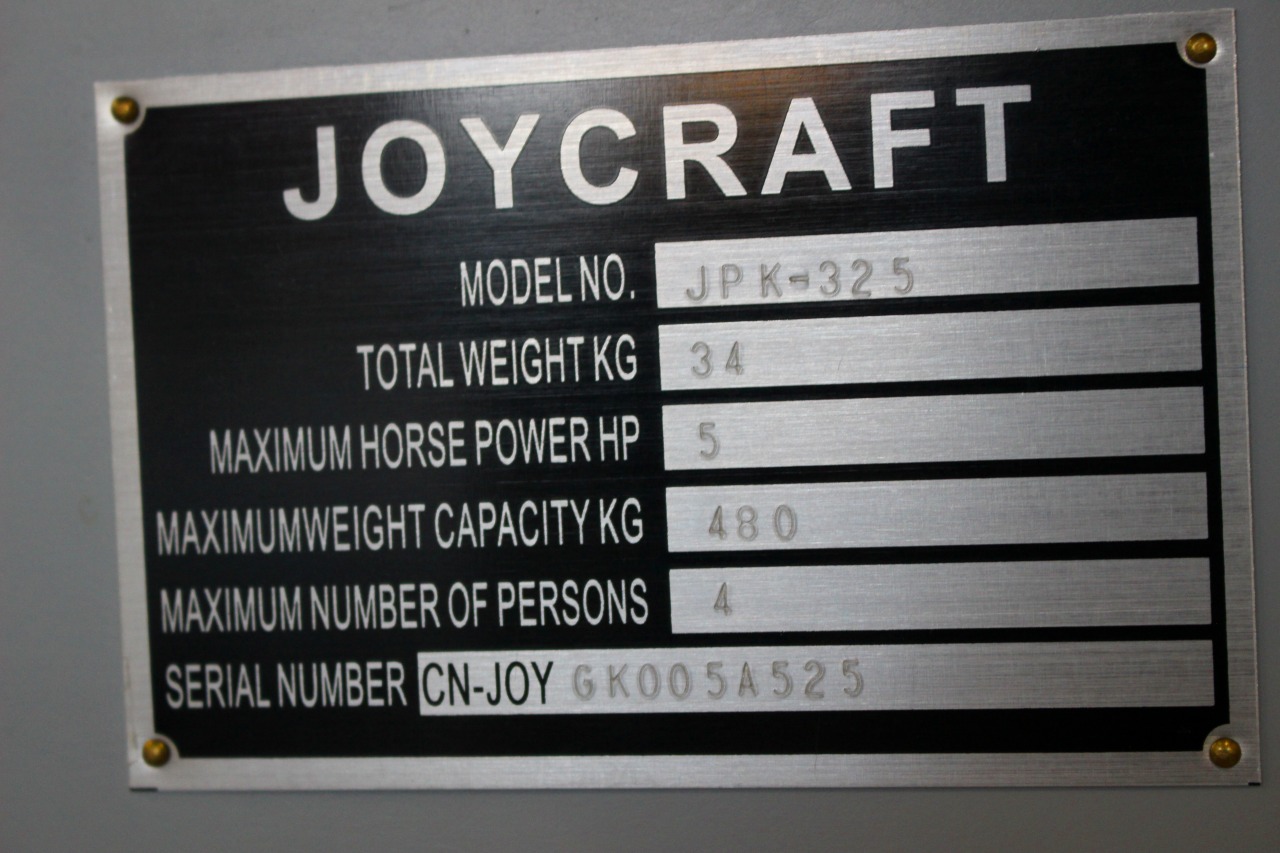 JOYCRAFT
MODEL NO. JPK-325
TOTAL WEIGHT KG 34
MAXIMUM HORSE POWER HP 5
MAXIMUMWEIGHT CAPACITY KG 480
MAXIMUM NUMBER OF PERSONS 4
SERIAL NUMBER CN-JOY GK005A525